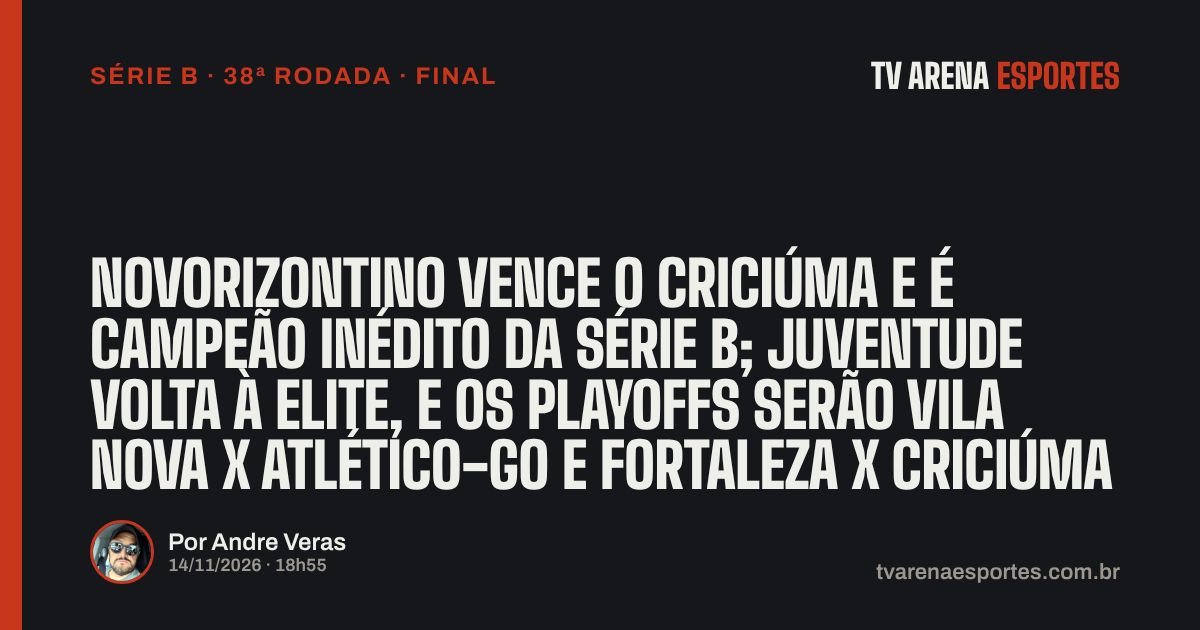 SÉRIE B · 38ª RODADA · FINAL
TV ARENA ESPORTES
NOVORIZONTINO VENCE O CRICIÚMA E É
CAMPEÃO INÉDITO DA SÉRIE B; JUVENTUDE
VOLTA À ELITE, E OS PLAYOFFS SERÃO VILA
NOVA X ATLÉTICO-GO E FORTALEZA X CRICIÚMA
Por Andre Veras
14/11/2026 · 18h55
tvarenaesportes.com.br